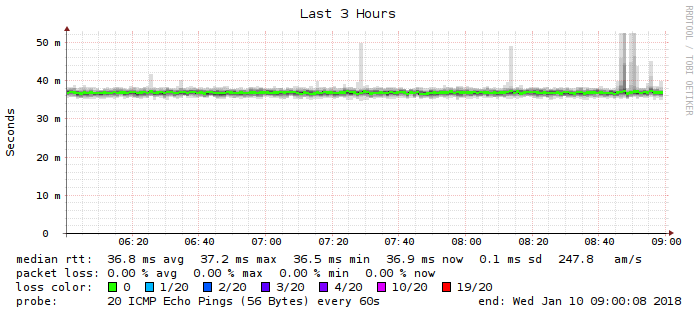 Last 3 Hours
RRDTOOL / TOBI OETIKER
Seconds
50 m
40 m
30 m
20 m
10 m
0
06:20 06:40 07:00 07:20 07:40 08:00 08:20 08:40 09:00
median rtt: 36.8 ms avg 37.2 ms max 36.5 ms min 36.9 ms now 0.1 ms sd 247.8 am/s
packet loss: 0.00 % avg 0.00 % max 0.00 % min 0.00 % now
loss color: 0 1/20 2/20 3/20 4/20 10/20 19/20
probe: 20 ICMP Echo Pings (56 Bytes) every 60s end: Wed Jan 10 09:00:08 2018